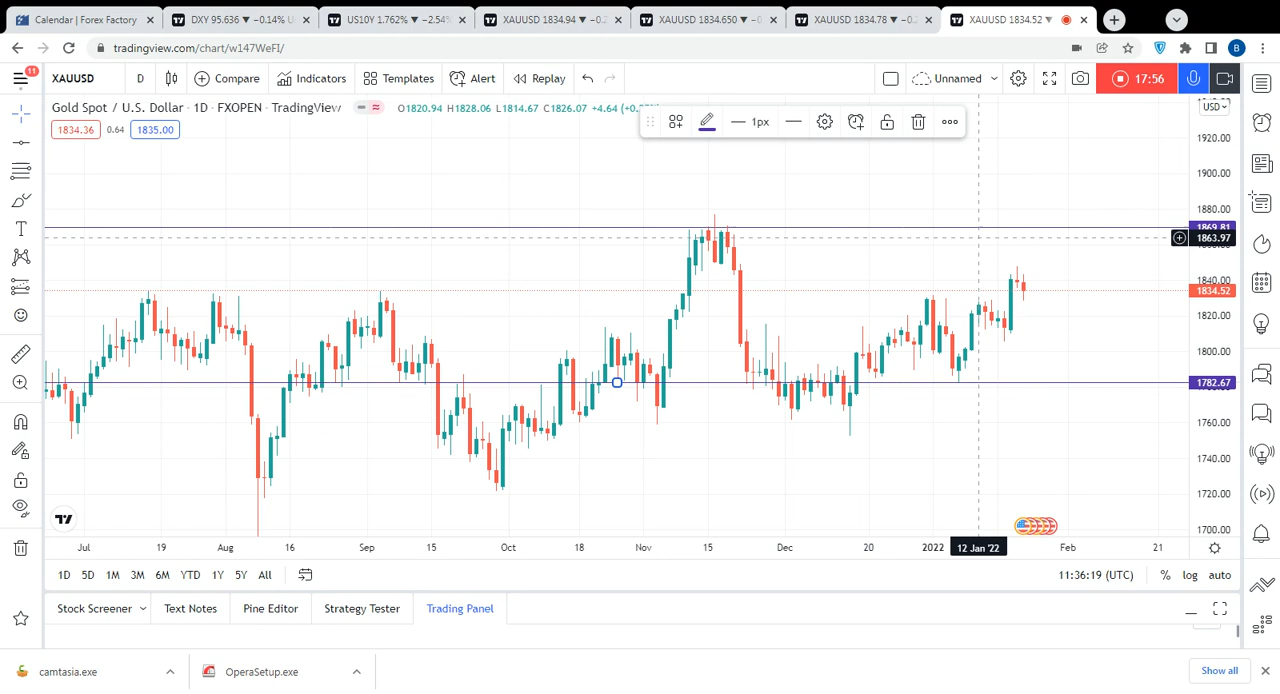 Calendar | Forex Factory
DXY 95.636 ▼ −0.14% U
US10Y 1.762% ▼ −2.54%
XAUUSD 1834.94 ▼ −0.2
XAUUSD 1834.650 ▼ −0
XAUUSD 1834.78 ▼ −0.2
XAUUSD 1834.52 ▼
tradingview.com/chart/w147WeFI/
B
11
XAUUSD
D
Compare
Indicators
Templates
Alert
Replay
Unnamed
17:56
Gold Spot / U.S. Dollar · 1D · FXOPEN · TradingView
O1820.94 H1828.06 L1814.67 C1826.07 +4.64
USD
1834.36 0.64 1835.00
1px
1920.00
1900.00
1880.00
1869.81
1863.97
1840.00
1834.52
1820.00
1800.00
1782.67
1760.00
1740.00
1720.00
1700.00
Jul 19 Aug 16 Sep 15 Oct 18 Nov 15 Dec 20 2022 12 Jan '22 Feb 21
1D 5D 1M 3M 6M YTD 1Y 5Y All
11:36:19 (UTC) % log auto
Stock Screener Text Notes Pine Editor Strategy Tester Trading Panel
camtasia.exe
OperaSetup.exe
Show all